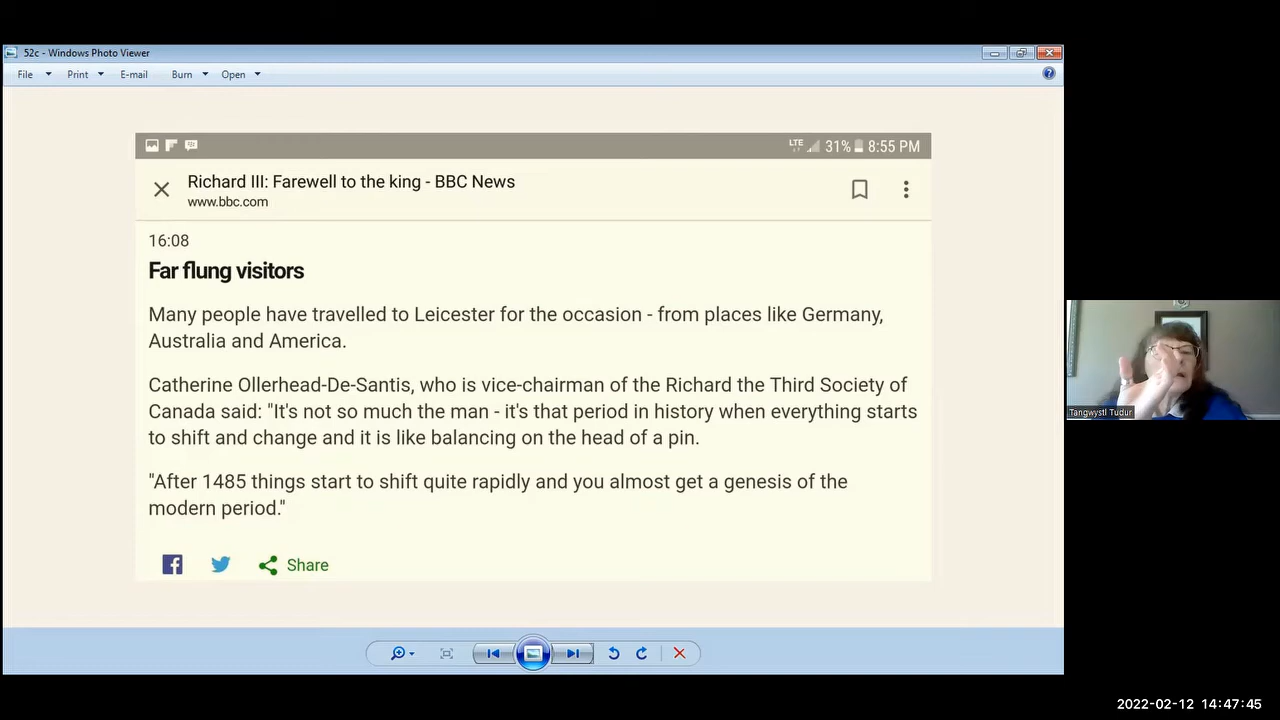 52c - Windows Photo Viewer
File Print E-mail Burn Open
LTE 31% 8:55 PM
Richard III: Farewell to the king - BBC News
www.bbc.com
16:08
Far flung visitors
Many people have travelled to Leicester for the occasion - from places like Germany,
Australia and America.
Catherine Ollerhead-De-Santis, who is vice-chairman of the Richard the Third Society of
Canada said: "It's not so much the man - it's that period in history when everything starts
to shift and change and it is like balancing on the head of a pin.
"After 1485 things start to shift quite rapidly and you almost get a genesis of the
modern period."
Share
Tangwystl Tudur
2022-02-12 14:47:45